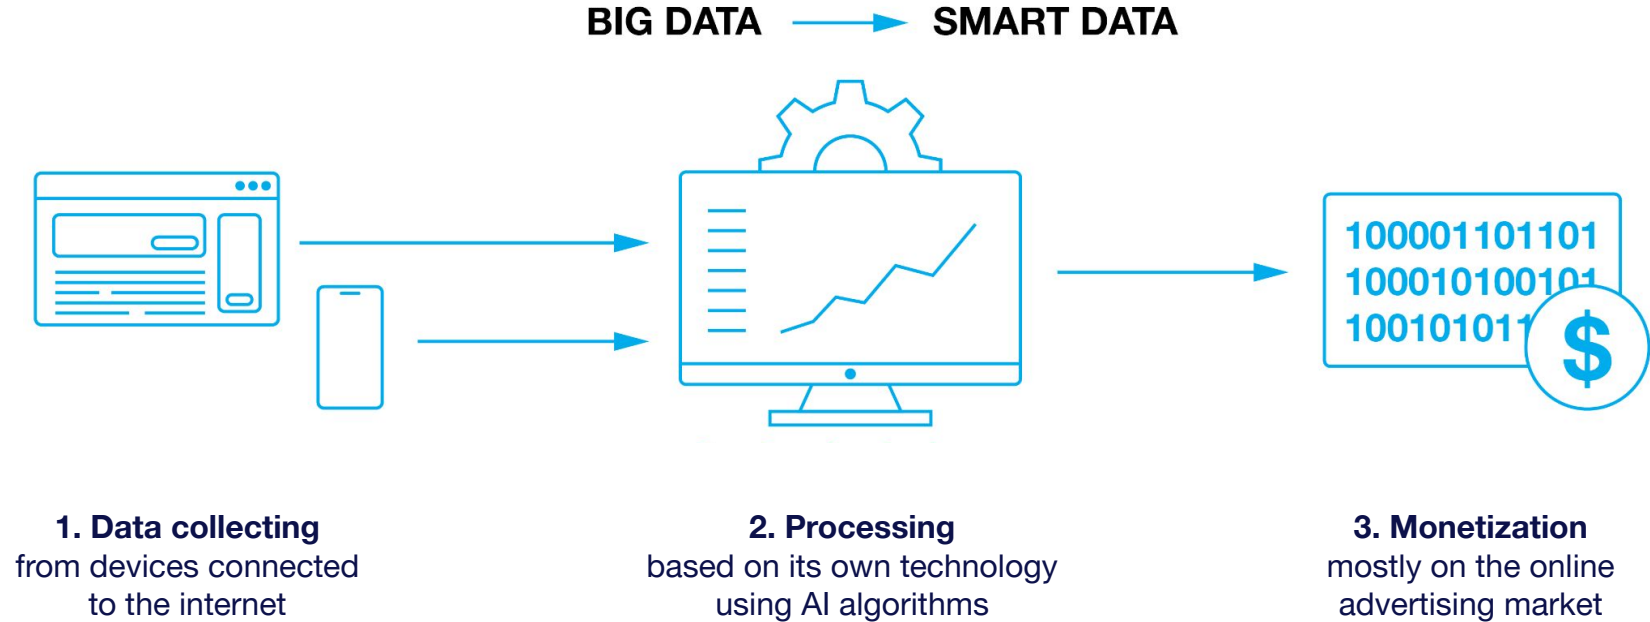 BIG DATA SMART DATA
100001101101
100010100101
10010101
$
1. Data collecting
from devices connected
to the internet
2. Processing
based on its own technology
using AI algorithms
3. Monetization
mostly on the online
advertising market